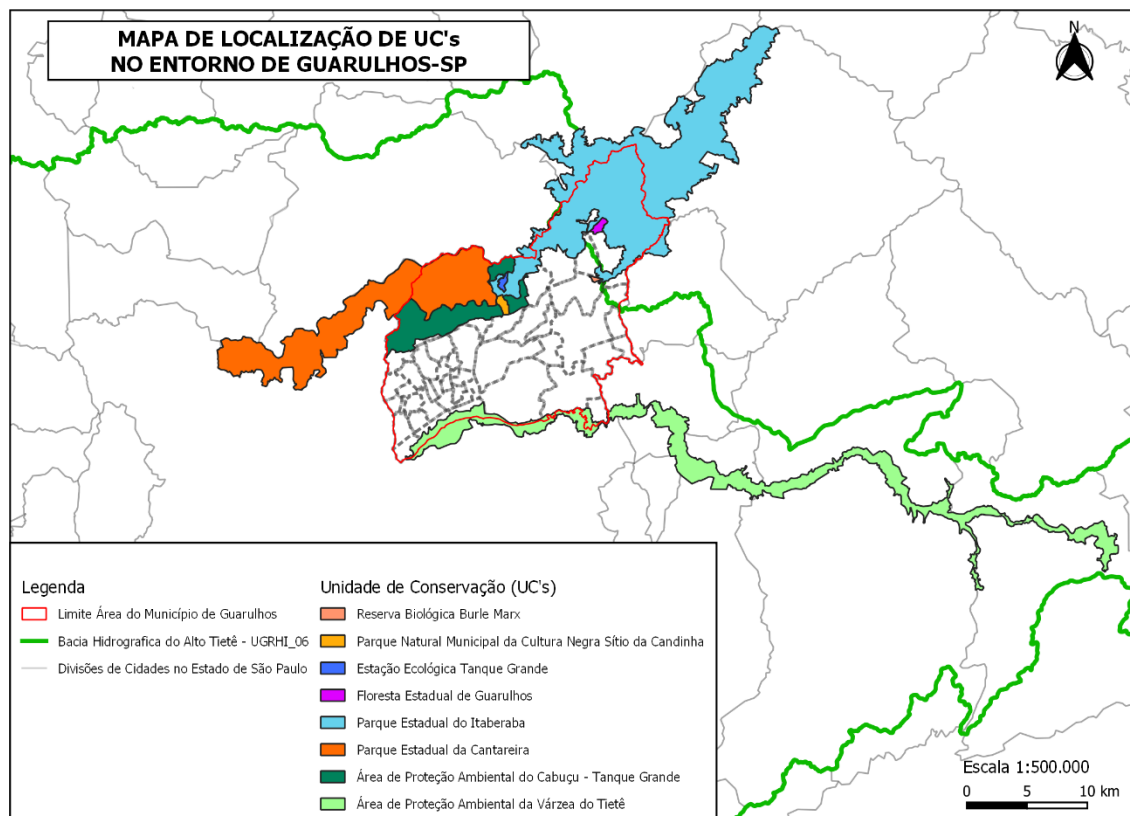 MAPA DE LOCALIZAÇÃO DE UC's
NO ENTORNO DE GUARULHOS-SP
N
Legenda
Limite Área do Município de Guarulhos
Bacia Hidrografica do Alto Tietê - UGRHI_06
Divisões de Cidades no Estado de São Paulo
Unidade de Conservação (UC's)
Reserva Biológica Burle Marx
Parque Natural Municipal da Cultura Negra Sítio da Candinha
Estação Ecológica Tanque Grande
Floresta Estadual de Guarulhos
Parque Estadual do Itaberaba
Parque Estadual da Cantareira
Área de Proteção Ambiental do Cabuçu - Tanque Grande
Área de Proteção Ambiental da Várzea do Tietê
Escala 1:500.000
0 5 10 km